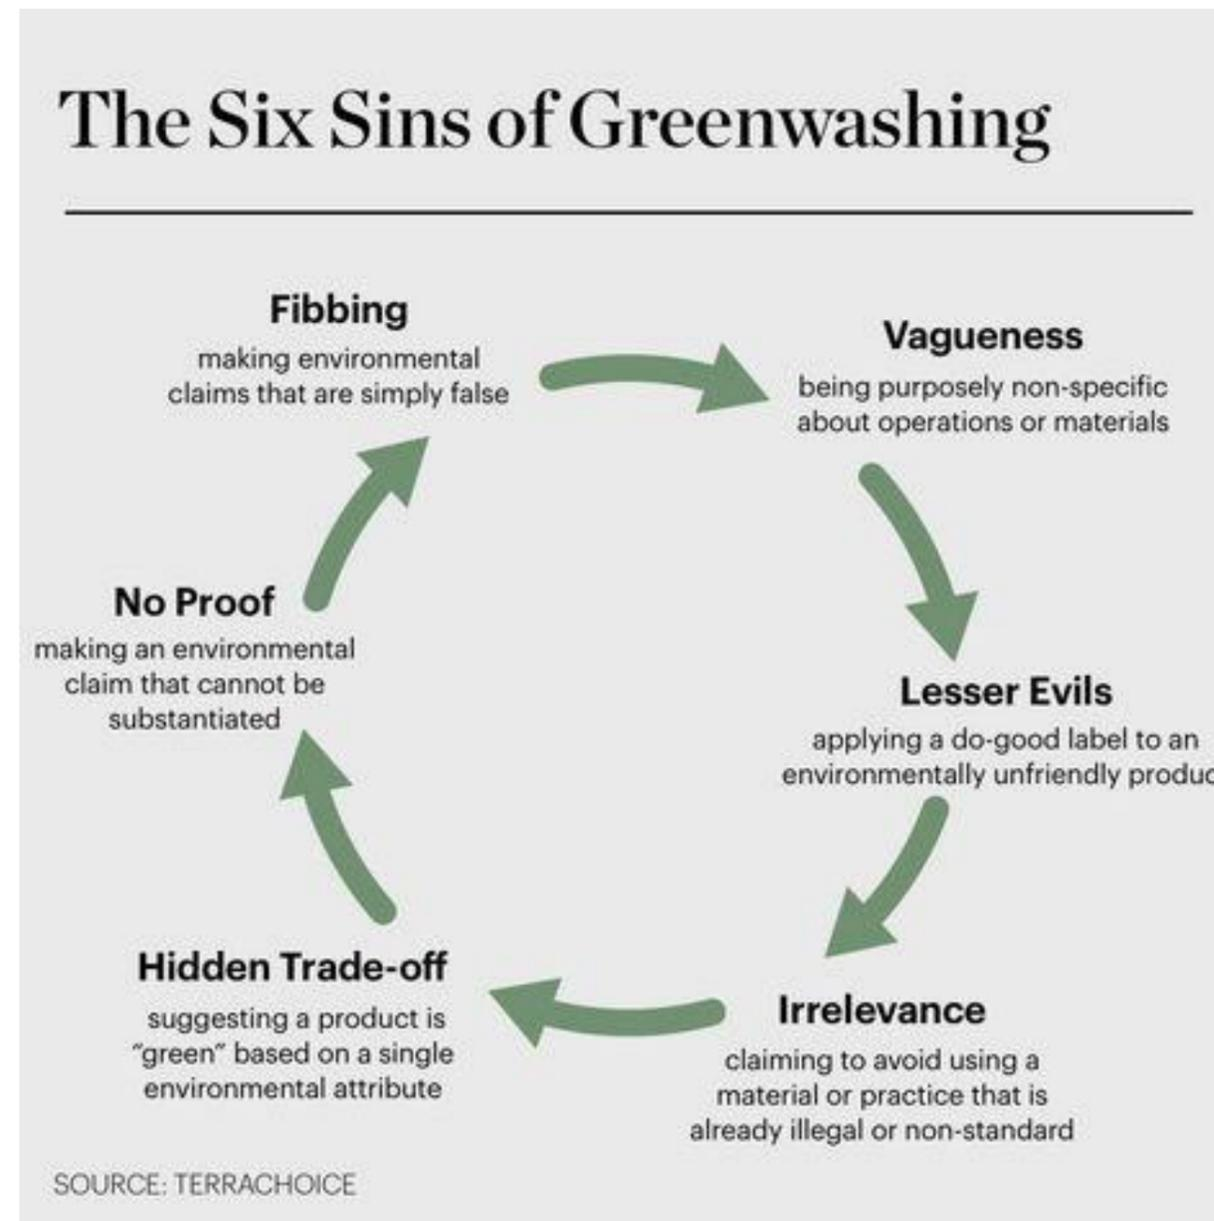 The Six Sins of Greenwashing
Fibbing
making environmental
claims that are simply false
Vagueness
being purposely non-specific
about operations or materials
Lesser Evils
applying a do-good label to an
environmentally unfriendly produc
Irrelevance
claiming to avoid using a
material or practice that is
already illegal or non-standard
Hidden Trade-off
suggesting a product is
“green” based on a single
environmental attribute
No Proof
making an environmental
claim that cannot be
substantiated
SOURCE: TERRACHOICE